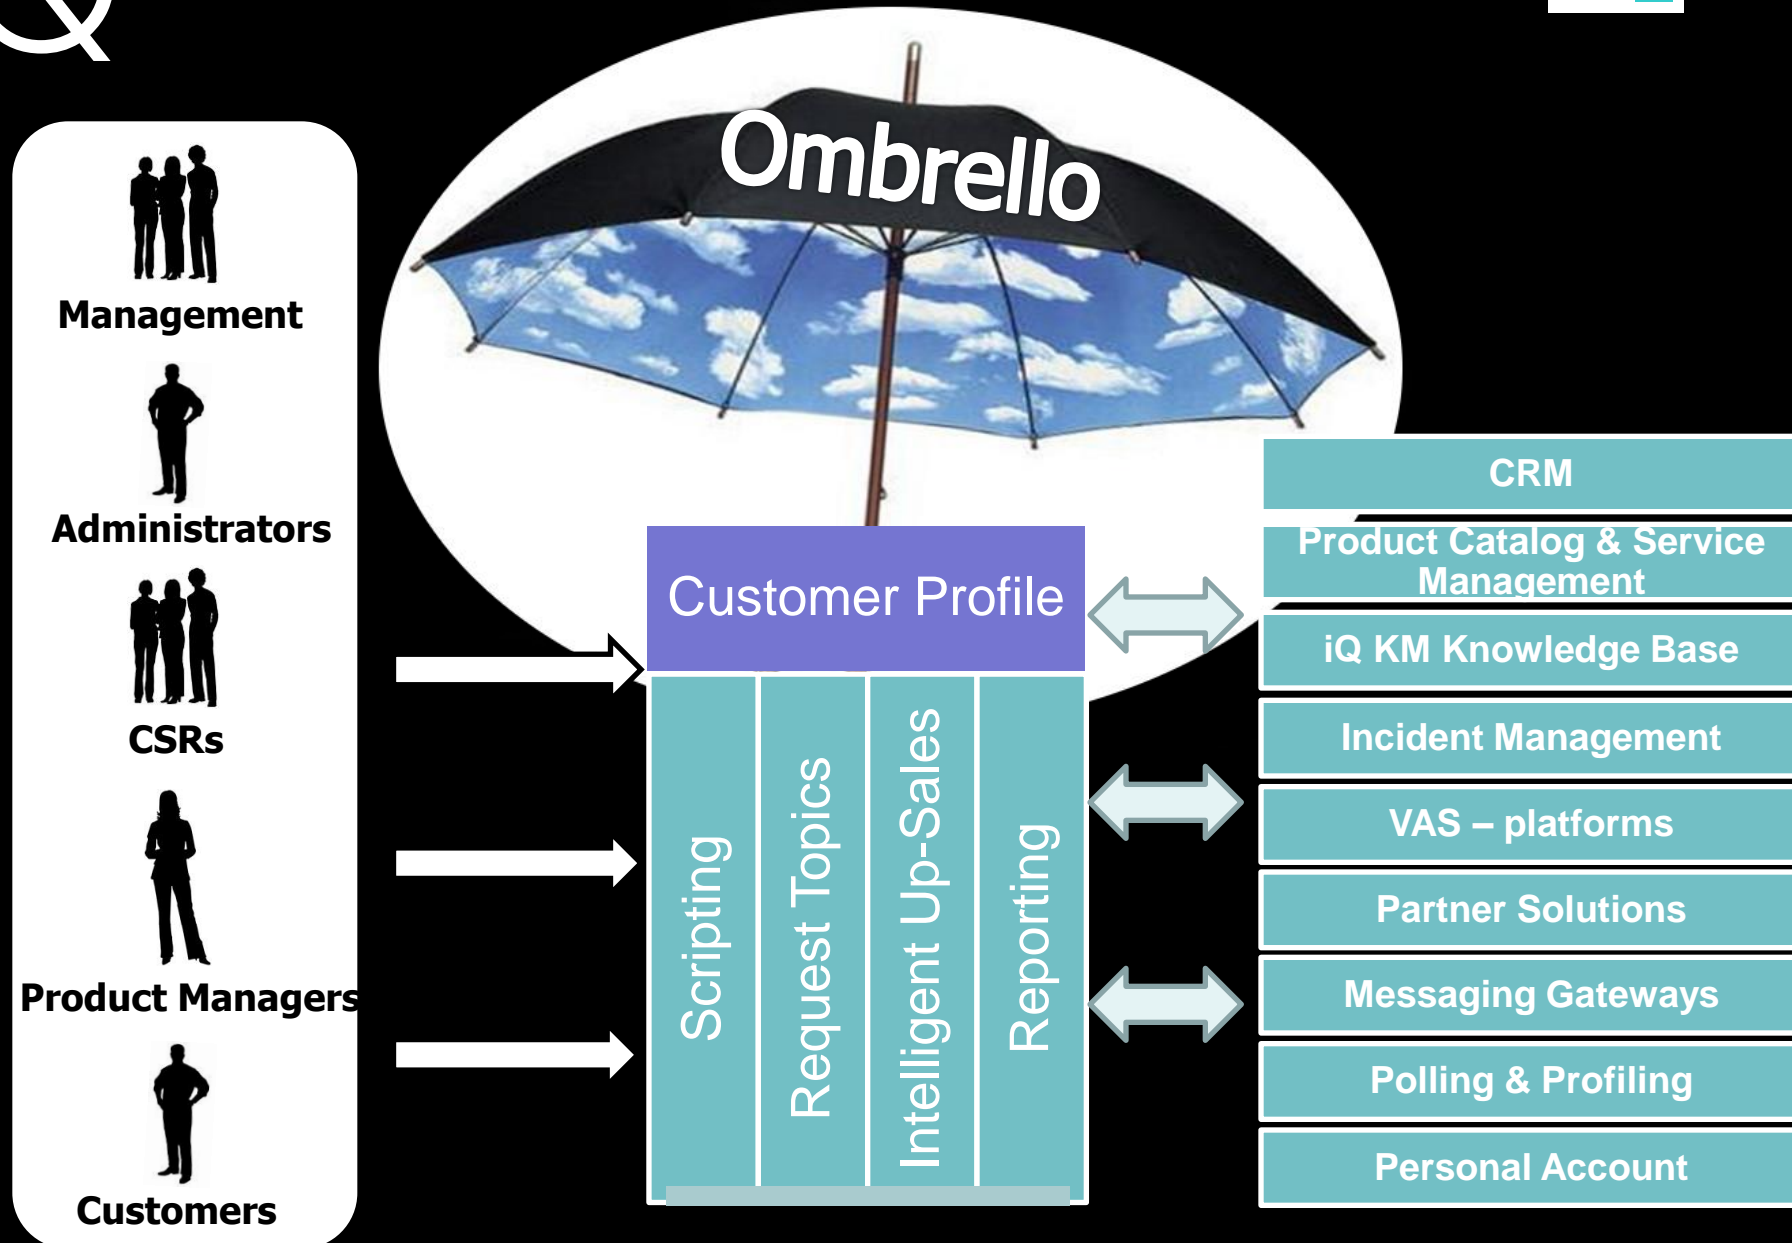 Q
Ombrello
Management
Administrators
CSRs
Product Managers
Customers
Customer Profile
Scripting
Request Topics
Intelligent Up-Sales
Reporting
CRM
Product Catalog & Service
Management
iQ KM Knowledge Base
Incident Management
VAS – platforms
Partner Solutions
Messaging Gateways
Polling & Profiling
Personal Account